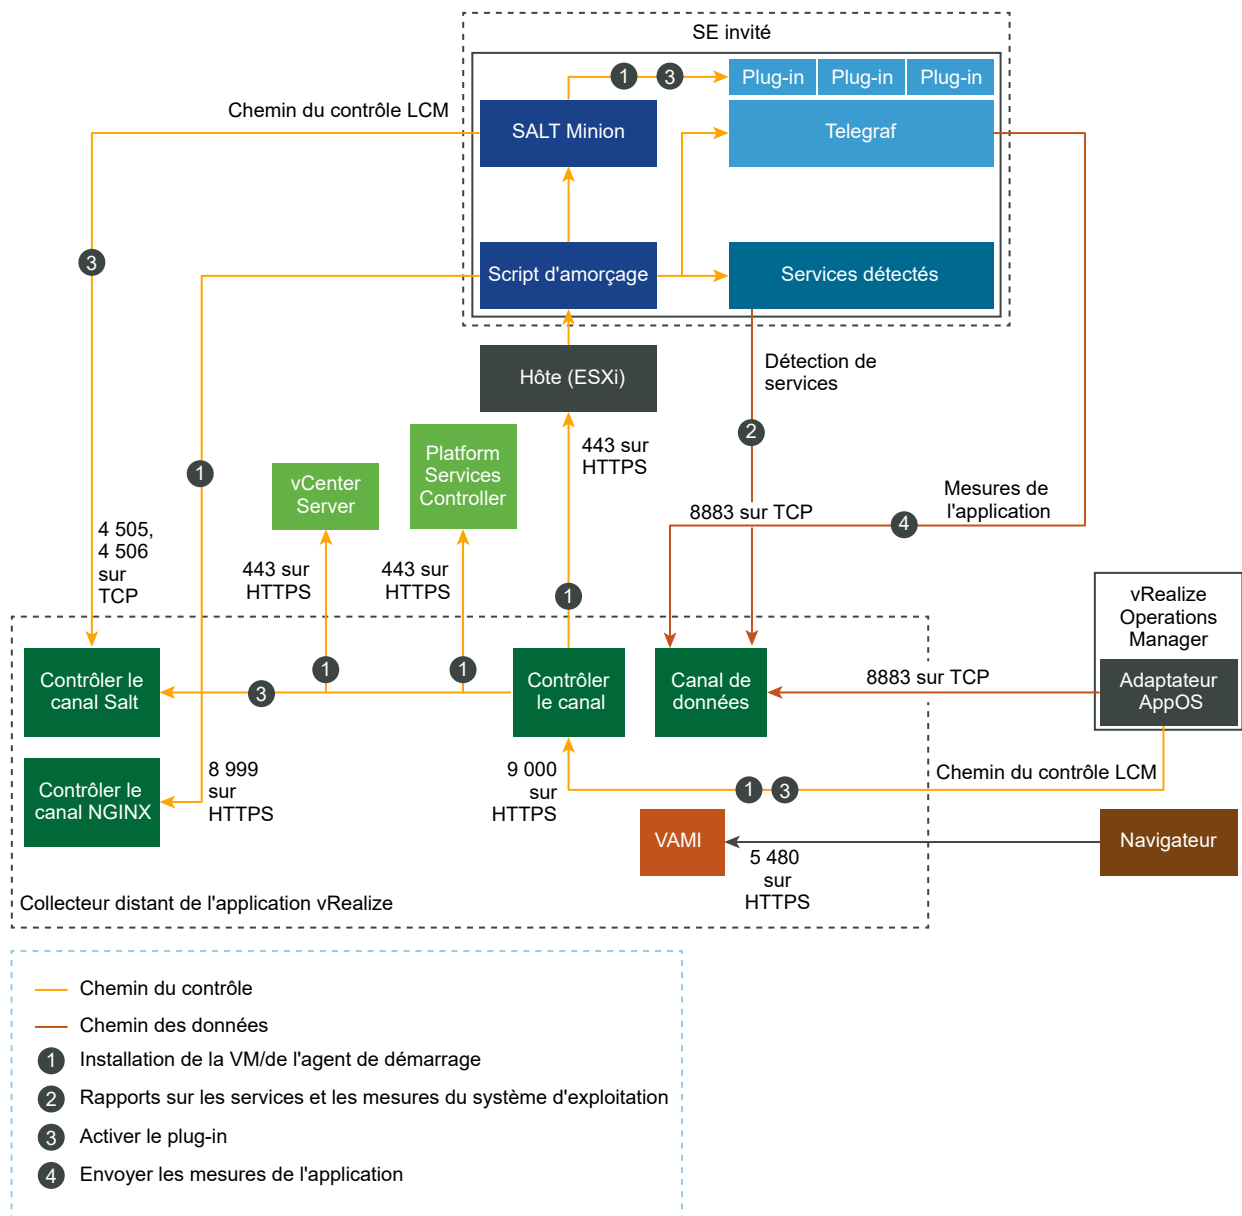 SE invité
1
3
Plug-in
Plug-in
Plug-in
Chemin du contrôle LCM
SALT Minion
Telegraf
3
Script d'amorçage
Services détectés
Hôte (ESXi)
Détection de
services
2
1
vCenter
Server
Platform
Services
Controller
443 sur
HTTPS
Mesures de
l'application
8883 sur TCP
4
4 505,
4 506
sur
TCP
443 sur
HTTPS
443 sur
HTTPS
1
vRealize
Operations
Manager
Adaptateur
AppOS
Contrôler le
canal Salt
3
1
1
Contrôler
le canal
Canal de
données
8883 sur TCP
Contrôler le
canal NGINX
8 999
sur
HTTPS
9 000
sur
HTTPS
1
3
Chemin du contrôle LCM
VAMI
5 480
sur
HTTPS
Navigateur
Collecteur distant de l'application vRealize
Chemin du contrôle
Chemin des données
1 Installation de la VM/de l'agent de démarrage
2 Rapports sur les services et les mesures du système d'exploitation
3 Activer le plug-in
4 Envoyer les mesures de l'application